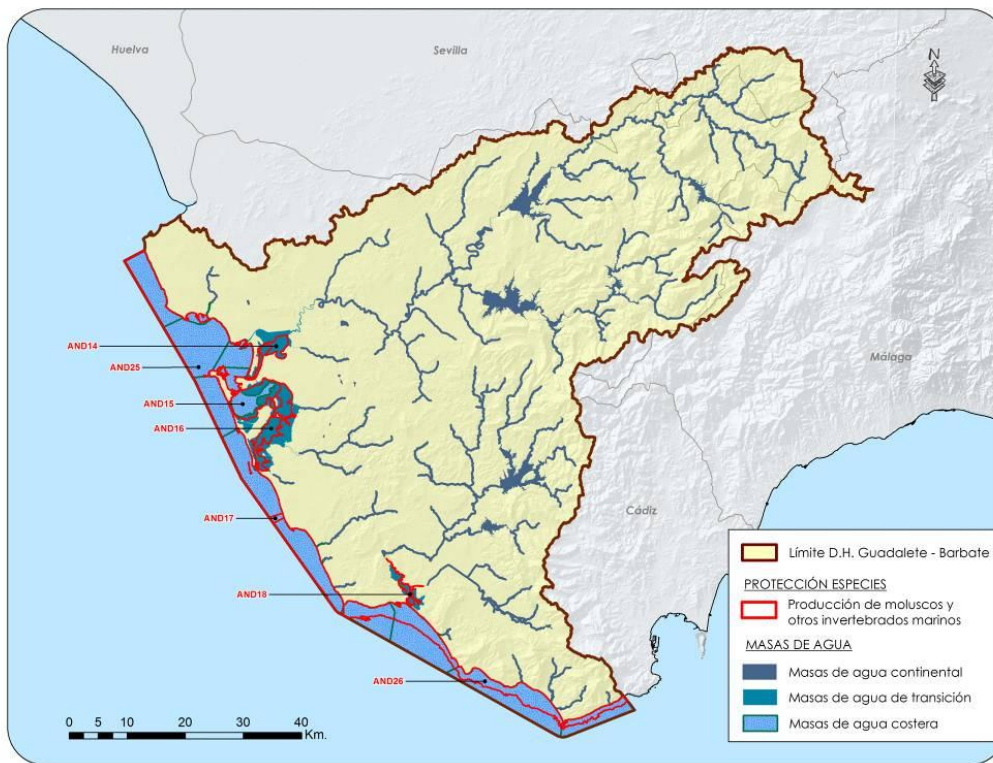 Huelva
Sevilla
N
AND14
AND25
Málaga
AND15
AND16
Cádiz
AND17
AND18
AND26
Límite D.H. Guadalete - Barbate
PROTECCIÓN ESPECIES
Producción de moluscos y
otros invertebrados marinos
MASAS DE AGUA
Masas de agua continental
Masas de agua de transición
Masas de agua costera
0 5 10 20 30 40
Km.